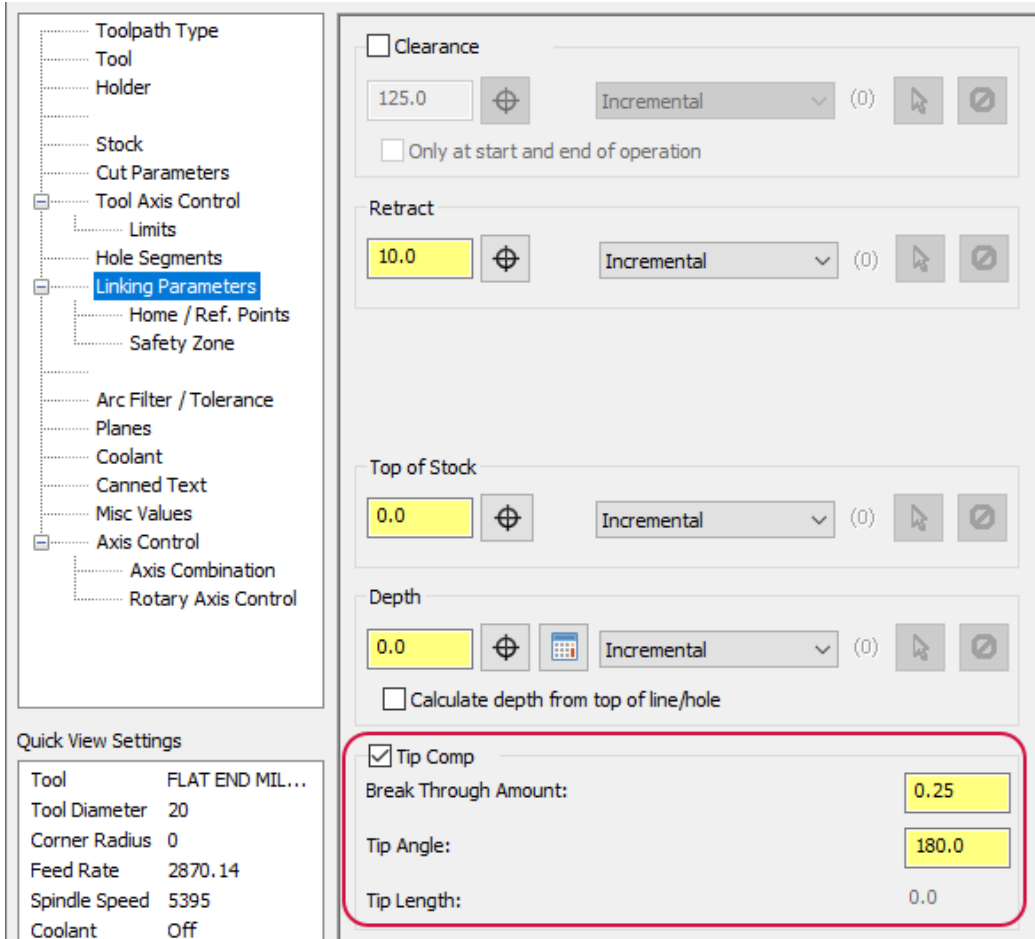 Toolpath Type
Tool
Holder
Stock
Cut Parameters
Tool Axis Control
Limits
Hole Segments
Linking Parameters
Home / Ref. Points
Safety Zone
Arc Filter / Tolerance
Planes
Coolant
Canned Text
Misc Values
Axis Control
Axis Combination
Rotary Axis Control
Quick View Settings
Tool FLAT END MIL...
Tool Diameter 20
Corner Radius 0
Feed Rate 2870.14
Spindle Speed 5395
Coolant Off
Clearance
125.0 Incremental (0)
Only at start and end of operation
Retract
10.0 Incremental (0)
Top of Stock
0.0 Incremental (0)
Depth
0.0 Incremental (0)
Calculate depth from top of line/hole
Tip Comp
Break Through Amount: 0.25
Tip Angle: 180.0
Tip Length: 0.0